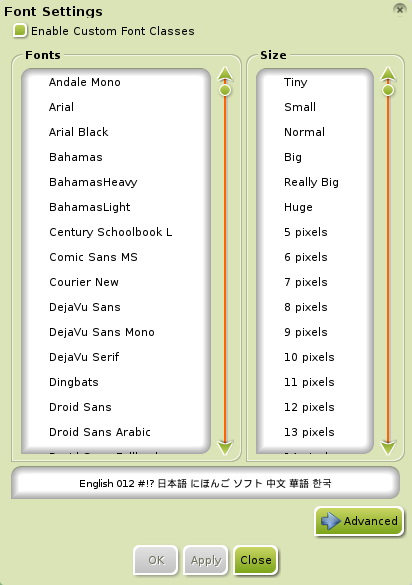 Font Settings
Enable Custom Font Classes
Fonts
Andale Mono
Arial
Arial Black
Bahamas
BahamasHeavy
BahamasLight
Century Schoolbook L
Comic Sans MS
Courier New
DejaVu Sans
DejaVu Sans Mono
DejaVu Serif
Dingbats
Droid Sans
Droid Sans Arabic
Size
Tiny
Small
Normal
Big
Really Big
Huge
5 pixels
6 pixels
7 pixels
8 pixels
9 pixels
10 pixels
11 pixels
12 pixels
13 pixels
English 012 #!? 日本語 にほんご ソフト 中文 華語 한국
Advanced
OK
Apply
Close